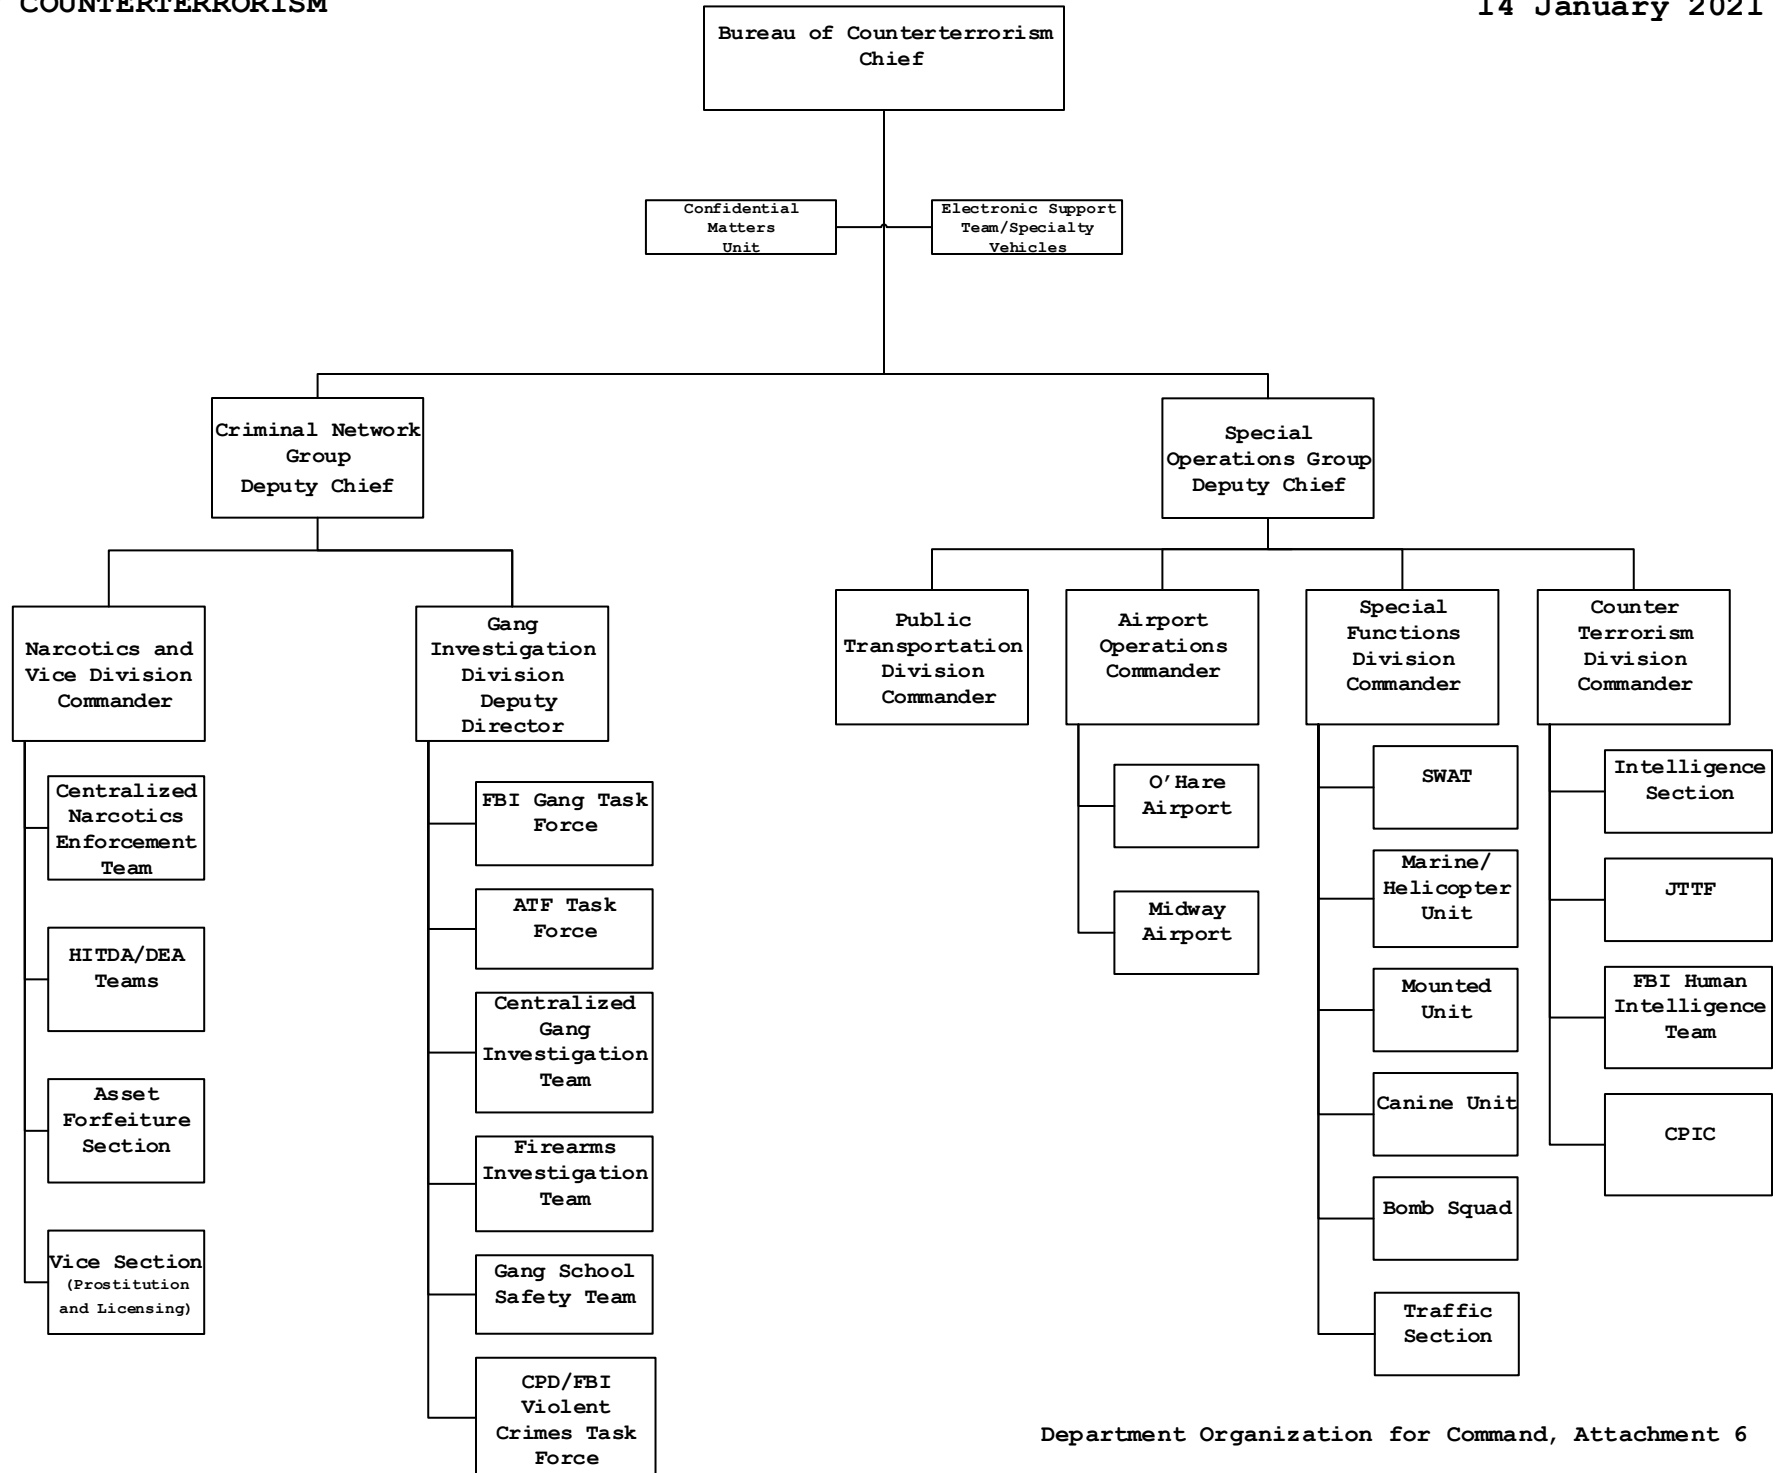 COUNTERTERRORISM
14 January 2021
Bureau of Counterterrorism
Chief
Confidential
Matters
Unit
Electronic Support
Team/Specialty
Vehicles
Criminal Network
Group
Deputy Chief
Special
Operations Group
Deputy Chief
Narcotics and
Vice Division
Commander
Gang
Investigation
Division
Deputy
Director
Public
Transportation
Division
Commander
Airport
Operations
Commander
Special
Functions
Division
Commander
Counter
Terrorism
Division
Commander
Centralized
Narcotics
Enforcement
Team
HITDA/DEA
Teams
Asset
Forfeiture
Section
Vice Section
(Prostitution
and Licensing)
FBI Gang Task
Force
ATF Task
Force
Centralized
Gang
Investigation
Team
Firearms
Investigation
Team
Gang School
Safety Team
CPD/FBI
Violent
Crimes Task
Force
O'Hare
Airport
Midway
Airport
SWAT
Marine/
Helicopter
Unit
Mounted
Unit
Canine Unit
Bomb Squad
Traffic
Section
Intelligence
Section
JTTF
FBI Human
Intelligence
Team
CPIC
Department Organization for Command, Attachment 6